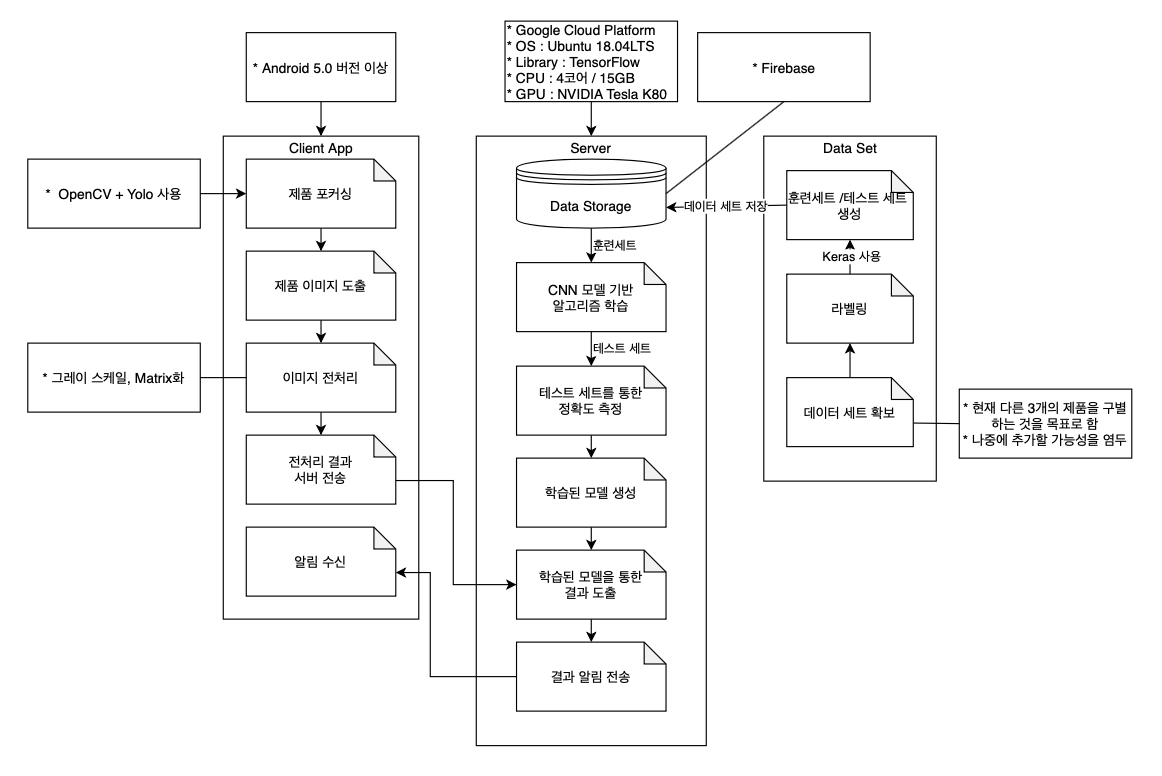 * Android 5.0 버전 이상
* Google Cloud Platform
* OS : Ubuntu 18.04LTS
* Library : TensorFlow
* CPU : 4코어 / 15GB
* GPU : NVIDIA Tesla K80
* Firebase
Client App
* OpenCV + Yolo 사용
제품 포커싱
제품 이미지 도출
* 그레이 스케일, Matrix화
이미지 전처리
전처리 결과
서버 전송
알림 수신
Server
Data Storage
훈련세트
CNN 모델 기반
알고리즘 학습
테스트 세트
테스트 세트를 통한
정확도 측정
학습된 모델 생성
학습된 모델을 통한
결과 도출
결과 알림 전송
Data Set
데이터 세트 저장
훈련세트 /테스트 세트
생성
Keras 사용
라벨링
데이터 세트 확보
* 현재 다른 3개의 제품을 구별
하는 것을 목표로 함
* 나중에 추가할 가능성을 염두